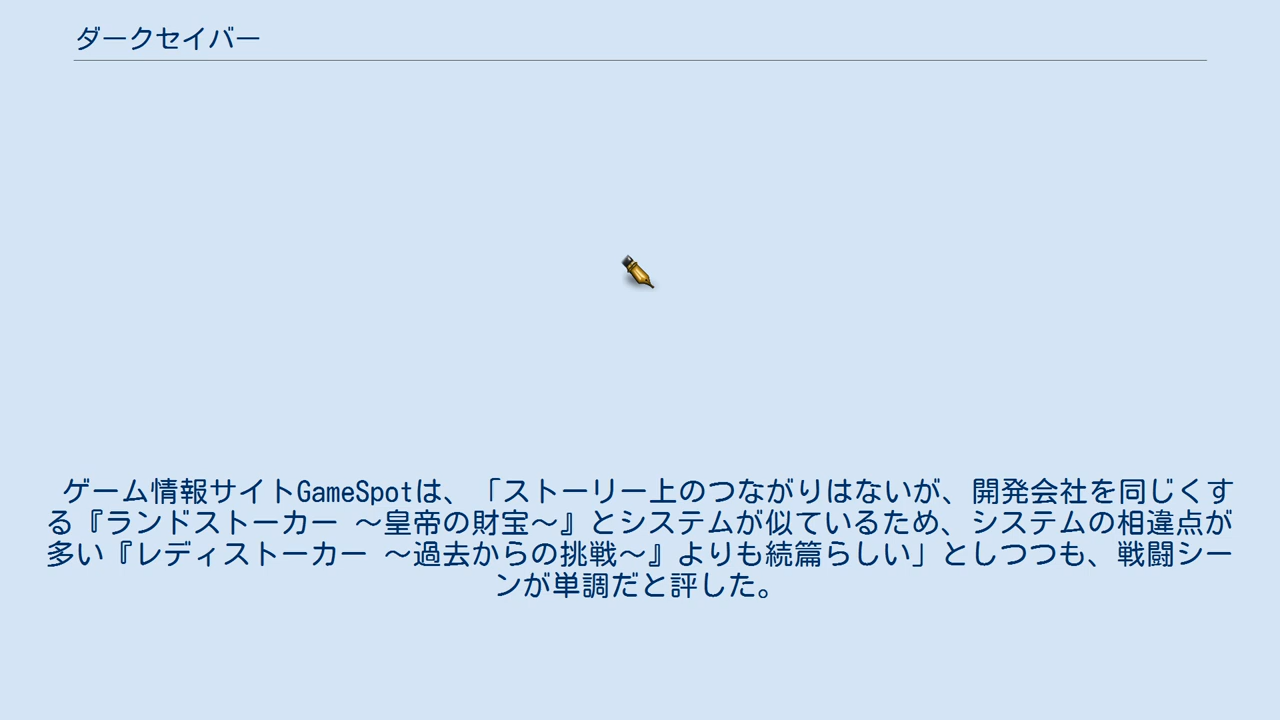 ダークセイバー
ゲーム情報サイトGameSpotは、「ストーリー上のつながりはないが、開発会社を同じくす
る『ランドストーカー ～皇帝の財宝～』とシステムが似ているため、システムの相違点が
多い『レディストーカー ～過去からの挑戦～』よりも続篇らしい」としつつも、戦闘シー
ンが単調だと評した。